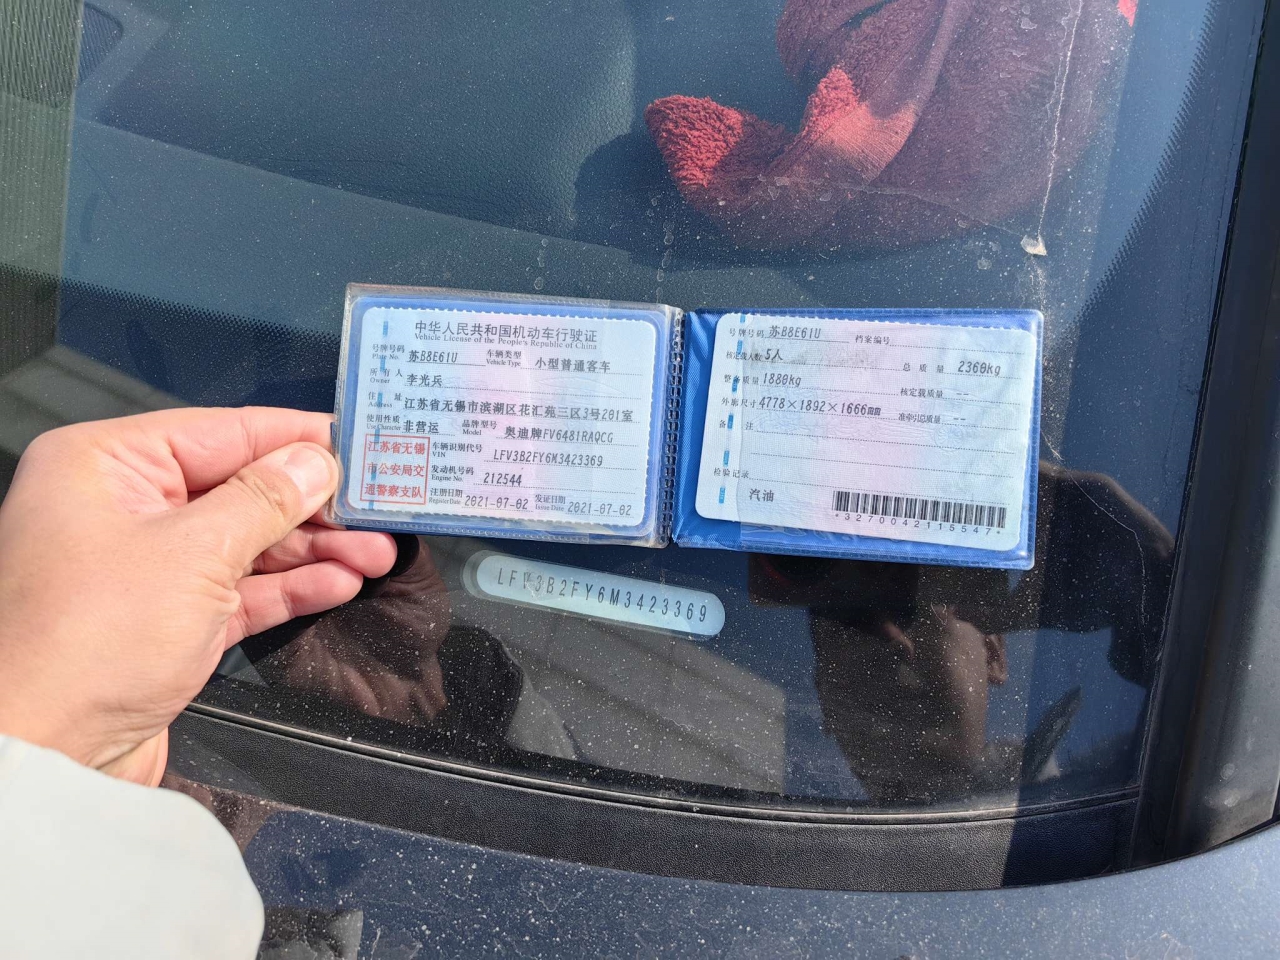 中华人民共和国机动车行驶证
Vehicle License of the People's Republic of China
号牌号码 苏B8E61U 车辆类型 小型普通客车
Plate No. Vehicle Type
所有人 李光兵
Owner
住址 江苏省无锡市滨湖区花汇苑三区3号201室
Address
使用性质 非营运 品牌型号 奥迪牌FV6481RAQCG
Use Character Model
江苏省无锡
市公安局交
通警察支队
车辆识别代号 LFV3B2FY6M3423369
VIN
发动机号码 212544
Engine No.
注册日期 2021-07-02 发证日期 2021-07-02
Register Date Issue Date
号牌号码 苏B8E61U 档案编号
核定载人数 5人 总质量 2360kg
整备质量 1880kg 核定载质量 --
外廓尺寸 4778×1892×1666mm 准牵引总质量 --
备注
检验记录
汽油
*3270042115547*
LFV3B2FY6M3423369